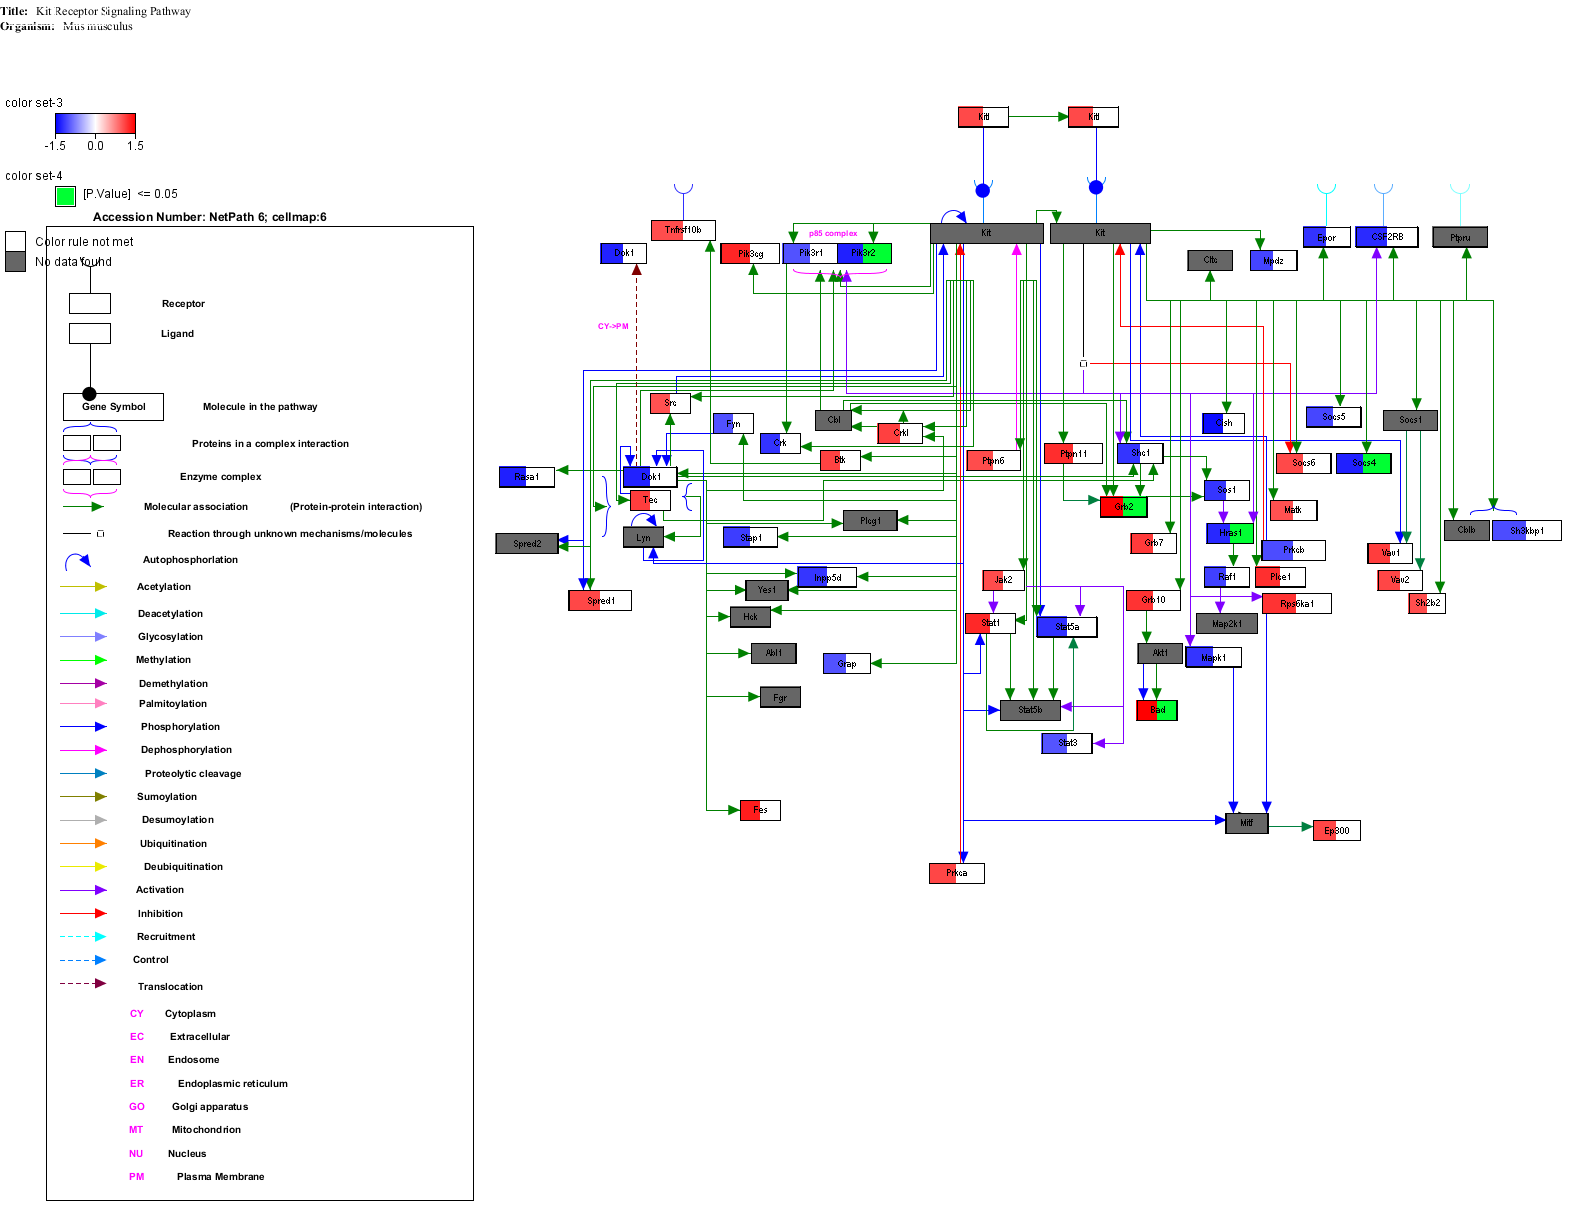 Title: Kit Receptor Signaling Pathway
Organism: Mus musculus
color set-3
-1.5 0.0 1.5
color set-4
[P.Value] <= 0.05
Accession Number: NetPath 6; cellmap:6
Color rule not met
No data found
Receptor
Ligand
Gene Symbol Molecule in the pathway
Proteins in a complex interaction
Enzyme complex
Molecular association (Protein-protein interaction)
Reaction through unknown mechanisms/molecules
Autophosphorlation
Acetylation
Deacetylation
Glycosylation
Methylation
Demethylation
Palmitoylation
Phosphorylation
Dephosphorylation
Proteolytic cleavage
Sumoylation
Desumoylation
Ubiquitination
Deubiquitination
Activation
Inhibition
Recruitment
Control
Translocation
CY Cytoplasm
EC Extracellular
EN Endosome
ER Endoplasmic reticulum
GO Golgi apparatus
MT Mitochondrion
NU Nucleus
PM Plasma Membrane
Kitl Kitl
Tnfrsf10b p85 complex Kit Kit Epor CSF2RB Ptpru
Dok1 Pik3cg Pik3r1 Pik3r2 Cltc Mpdz
CY->PM
Src Fyn Cbl Crkl Cish Socs5 Socs1
Crk Btk Ptpn6 Ptpn11 Shc1 Socs6 Socs4
Rasa1 Dok1 Sos1
Tec Grb2 Matk
Plcg1 Hras1 Cblb Sh3kbp1
Spred2 Lyn Stap1 Grb7 Prkcb Vav1
Inpp5d Jak2 Raf1 Plce1 Vav2
Spred1 Yes1 Grb10 Rps6ka1 Sh2b2
Hck Stat1 Stat5a Map2k1
Abl1 Grap Akt1 Mapk1
Fgr Stat5b Bad
Stat3
Fes Mitf Ep300
Prkca